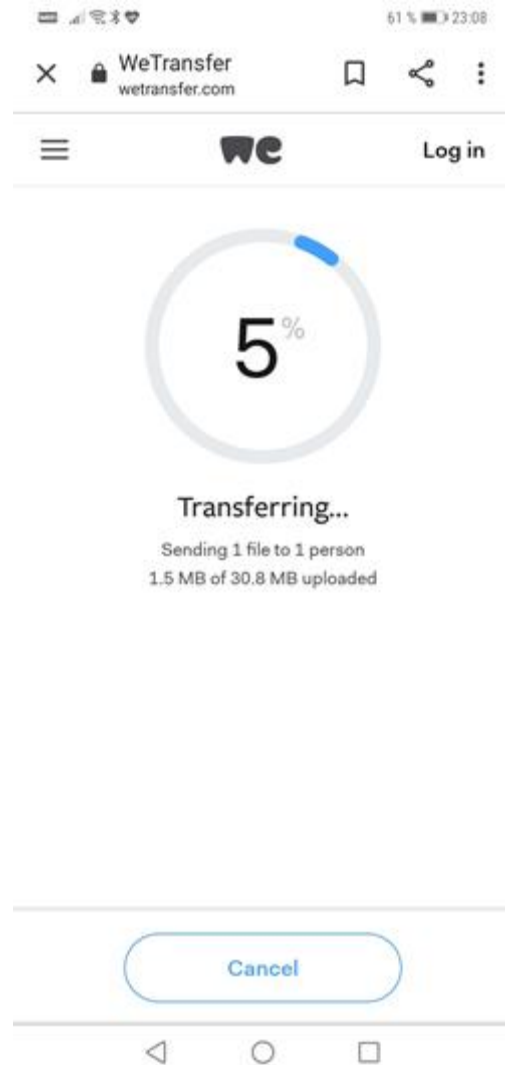 61 % 23:08
WeTransfer
wetransfer.com
we
Log in
5%
Transferring...
Sending 1 file to 1 person
1.5 MB of 30.8 MB uploaded
Cancel